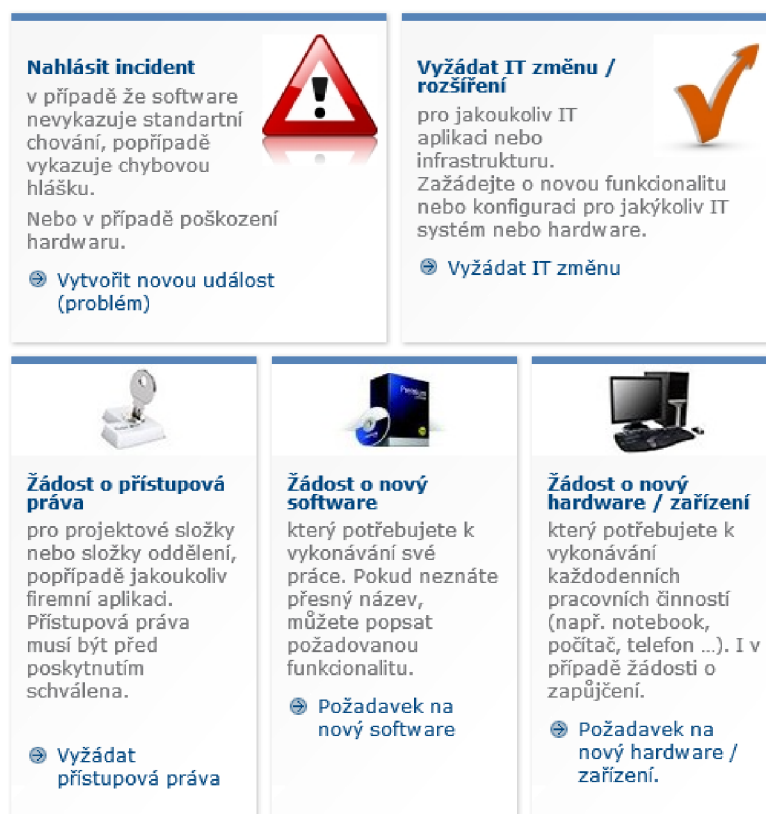 Nahlásit incident
v případě že software
nevykazuje standartní
chování, popřípadě
vykazuje chybovou
hlášku.
Nebo v případě poškození
hardwaru.
Vytvořit novou událost
(problém)
Vyžádat IT změnu /
rozšíření
pro jakoukoliv IT
aplikaci nebo
infrastrukturu.
Zažádejte o novou funkcionalitu
nebo konfiguraci pro jakýkoliv IT
systém nebo hardware.
Vyžádat IT změnu
Žádost o přístupová
práva
pro projektové složky
nebo složky oddělení,
popřípadě jakoukoliv
firemní aplikaci.
Přístupová práva
musí být před
poskytnutím
schválena.
Vyžádat
přístupová práva
Premium
Žádost o nový
software
který potřebujete k
vykonávání své
práce. Pokud neznáte
přesný název,
můžete popsat
požadovanou
funkcionalitu.
Požadavek na
nový software
Žádost o nový
hardware / zařízení
který potřebujete k
vykonávání
každodenních
pracovních činností
(např. notebook,
počítač, telefon ...). I v
případě žádosti o
zapůjčení.
Požadavek na
nový hardware /
zařízení.